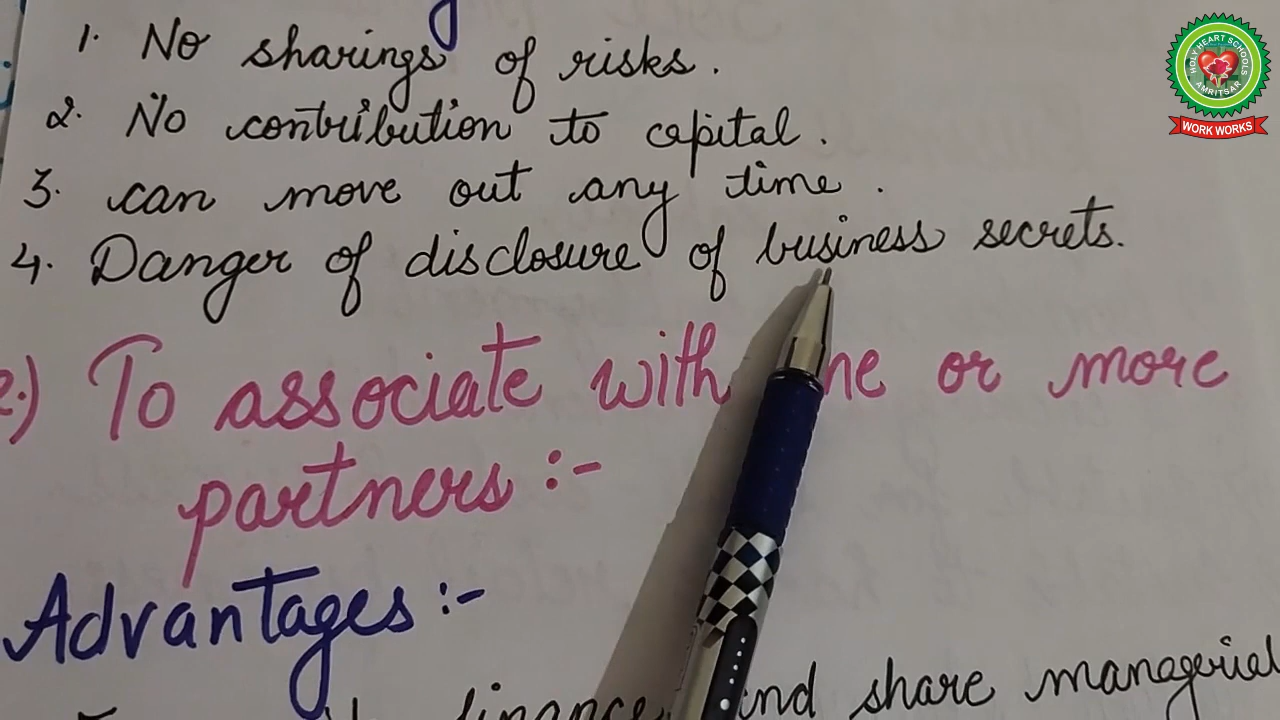 1. No sharings of risks.
2. No contribution to capital.
3. can move out any time.
4. Danger of disclosure of business secrets.
2.) To associate with or more
partners:-
Advantages:-
finance and share managerial
HOLY HEART SCHOOLS
AMRITSAR
WORK WORKS